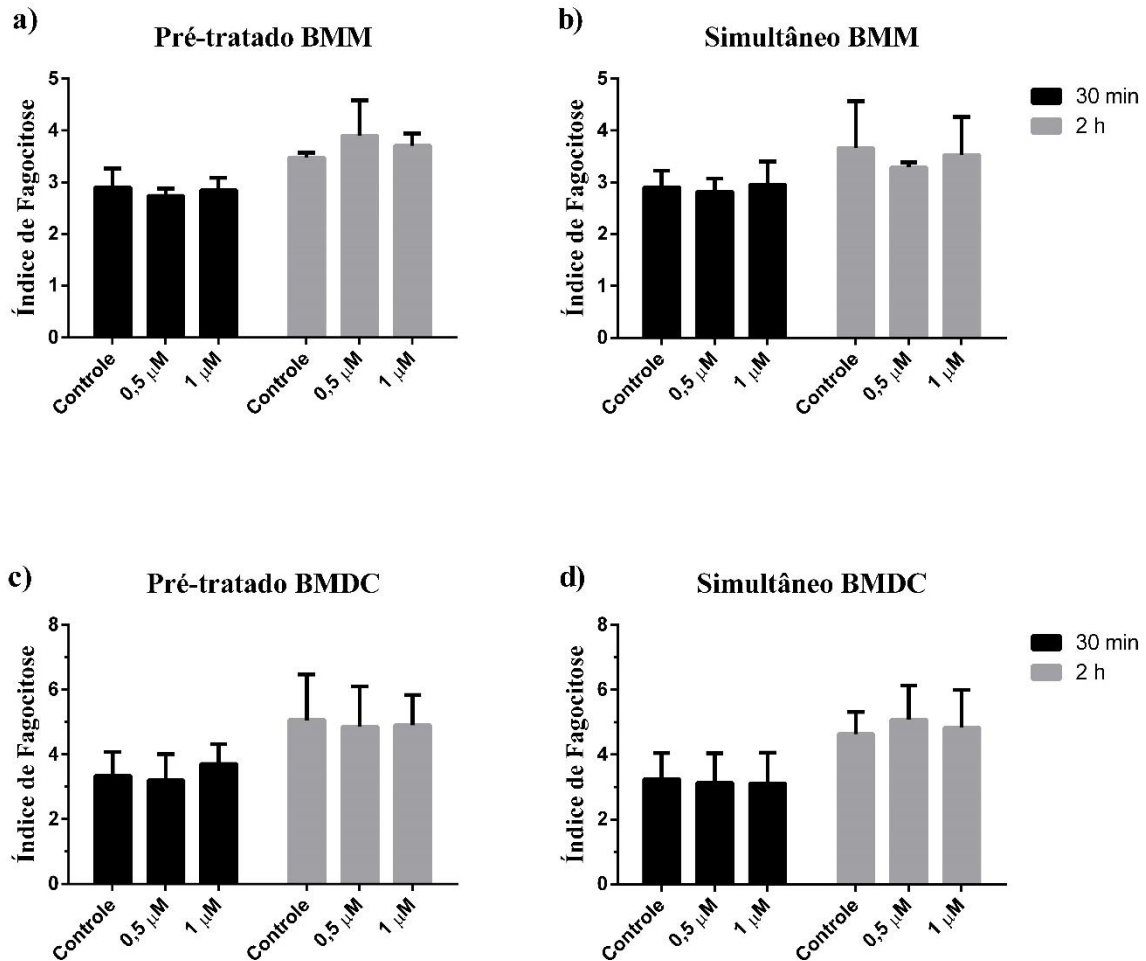 a)
Pré-tratado BMM
Índice de Fagocitose
5
4
3
2
1
0
Controle
0,5 μM
1 μM
Controle
0,5 μM
1 μM
b)
Simultâneo BMM
Índice de Fagocitose
5
4
3
2
1
0
Controle
0,5 μM
1 μM
Controle
0,5 μM
1 μM
30 min
2 h
c)
Pré-tratado BMDC
Índice de Fagocitose
8
6
4
2
0
Controle
0,5 μM
1 μM
Controle
0,5 μM
1 μM
d)
Simultâneo BMDC
Índice de Fagocitose
8
6
4
2
0
Controle
0,5 μM
1 μM
Controle
0,5 μM
1 μM
30 min
2 h